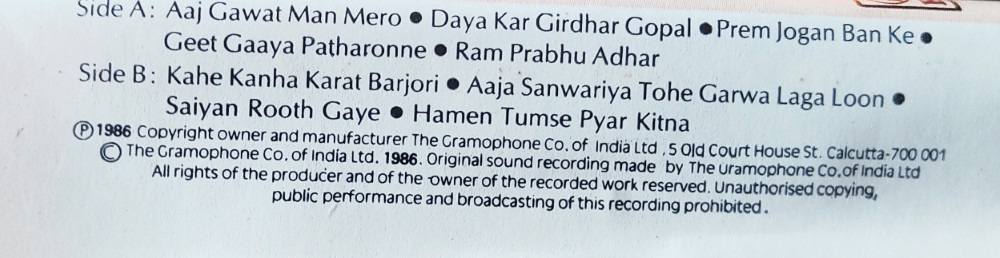 Side A: Aaj Gawat Man Mero ● Daya Kar Girdhar Gopal ● Prem Jogan Ban Ke ●
Geet Gaaya Patharonne ● Ram Prabhu Adhar
Side B: Kahe Kanha Karat Barjori ● Aaja Sanwariya Tohe Garwa Laga Loon ●
Saiyan Rooth Gaye ● Hamen Tumse Pyar Kitna
Ⓟ 1986 Copyright owner and manufacturer The Gramophone Co. of India Ltd , 5 Old Court House St. Calcutta-700 001
© The Gramophone Co. of India Ltd. 1986. Original sound recording made by The Gramophone Co. of India Ltd
All rights of the producer and of the owner of the recorded work reserved. Unauthorised copying,
public performance and broadcasting of this recording prohibited.